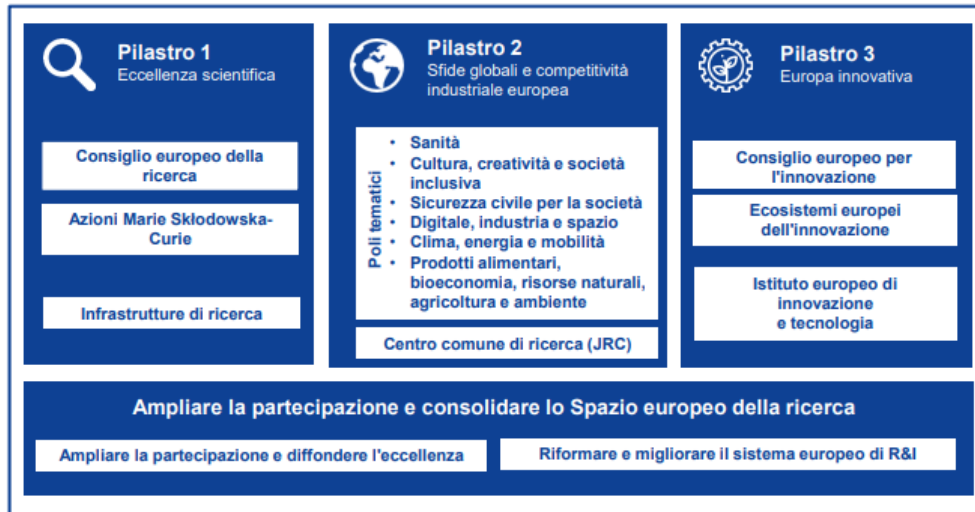 Pilastro 1
Eccellenza scientifica
Consiglio europeo della
ricerca
Azioni Marie Skłodowska-
Curie
Infrastrutture di ricerca
Pilastro 2
Sfide globali e competitività
industriale europea
Poli tematici
• Sanità
• Cultura, creatività e società
inclusiva
• Sicurezza civile per la società
• Digitale, industria e spazio
• Clima, energia e mobilità
• Prodotti alimentari,
bioeconomia, risorse naturali,
agricoltura e ambiente
Centro comune di ricerca (JRC)
Pilastro 3
Europa innovativa
Consiglio europeo per
l'innovazione
Ecosistemi europei
dell'innovazione
Istituto europeo di
innovazione
e tecnologia
Ampliare la partecipazione e consolidare lo Spazio europeo della ricerca
Ampliare la partecipazione e diffondere l'eccellenza
Riformare e migliorare il sistema europeo di R&I